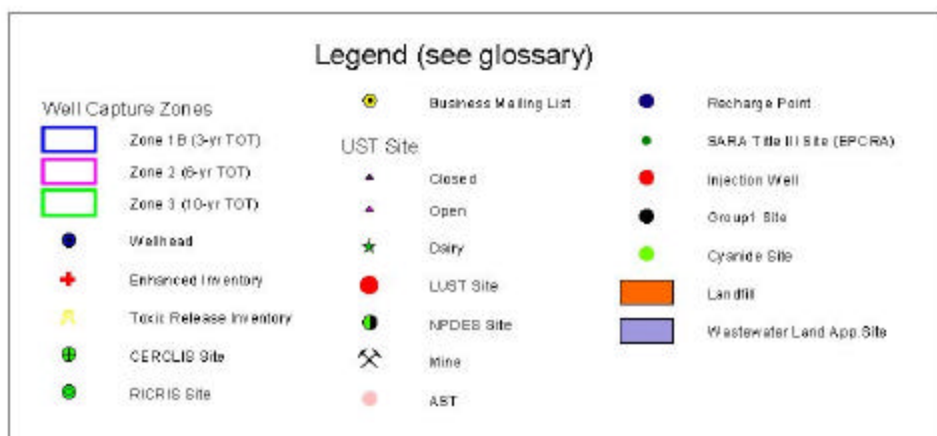 Legend (see glossary)
Well Capture Zones
Zone 1B (3-yr TOT)
Zone 2 (6-yr TOT)
Zone 3 (10-yr TOT)
Wellhead
Enhanced Inventory
Toxic Release Inventory
CERCLIS Site
RICRIS Site
Business Mailing List
UST Site
Closed
Open
Dairy
LUST Site
NPDES Site
Mine
AST
Recharge Point
SARA Title III Site (EPCRA)
Injection Well
Group1 Site
Cyanide Site
Landfill
Wastewater Land App.Site